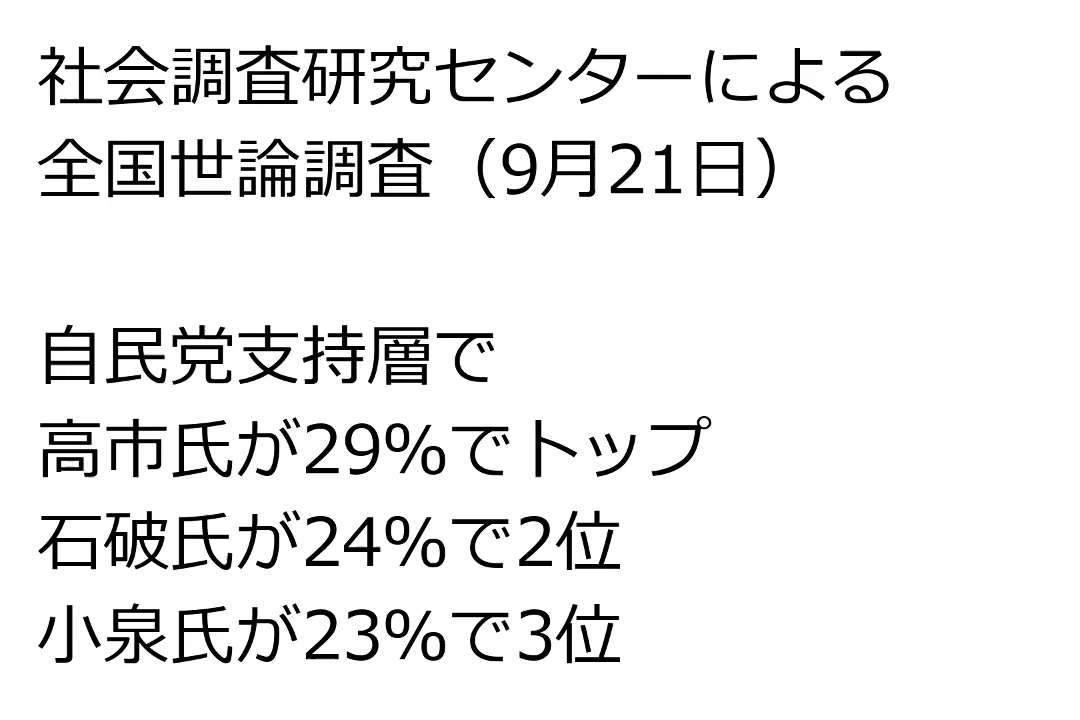 社会調査研究センターによる
全国世論調査（9月21日）
自民党支持層で
高市氏が29%でトップ
石破氏が24%で2位
小泉氏が23%で3位